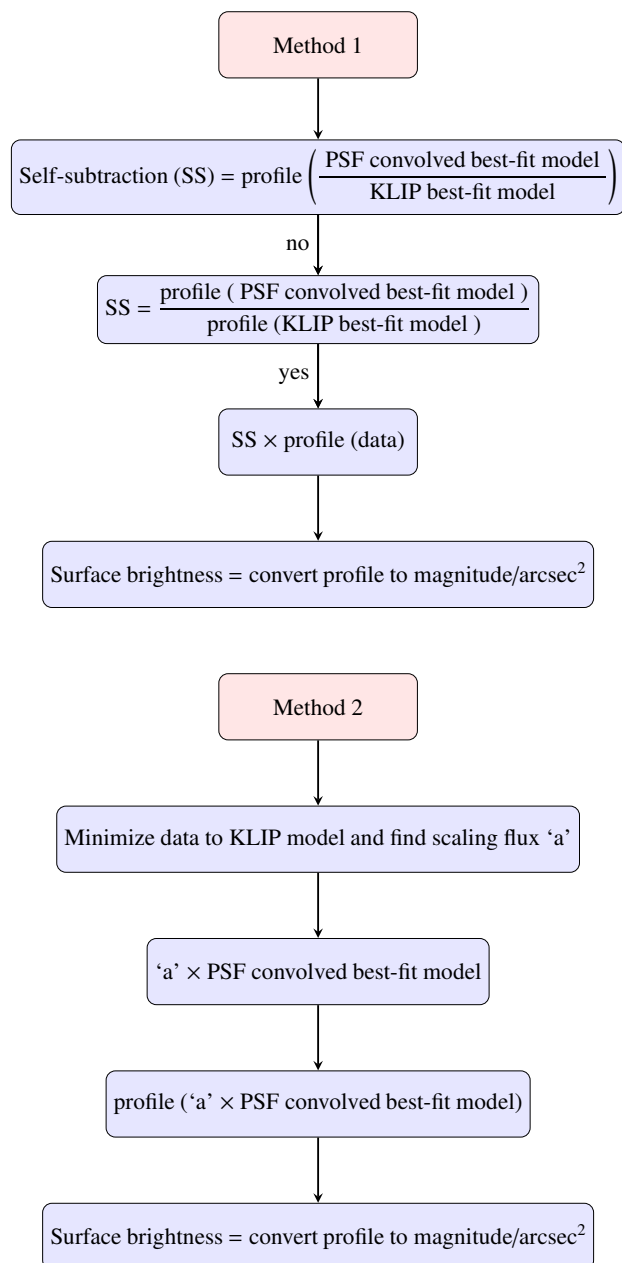 Method 1
Self-subtraction (SS) = profile (PSF convolved best-fit model / KLIP best-fit model)
no
SS = profile ( PSF convolved best-fit model ) / profile (KLIP best-fit model )
yes
SS × profile (data)
Surface brightness = convert profile to magnitude/arcsec²
Method 2
Minimize data to KLIP model and find scaling flux ‘a’
‘a’ × PSF convolved best-fit model
profile (‘a’ × PSF convolved best-fit model)
Surface brightness = convert profile to magnitude/arcsec²